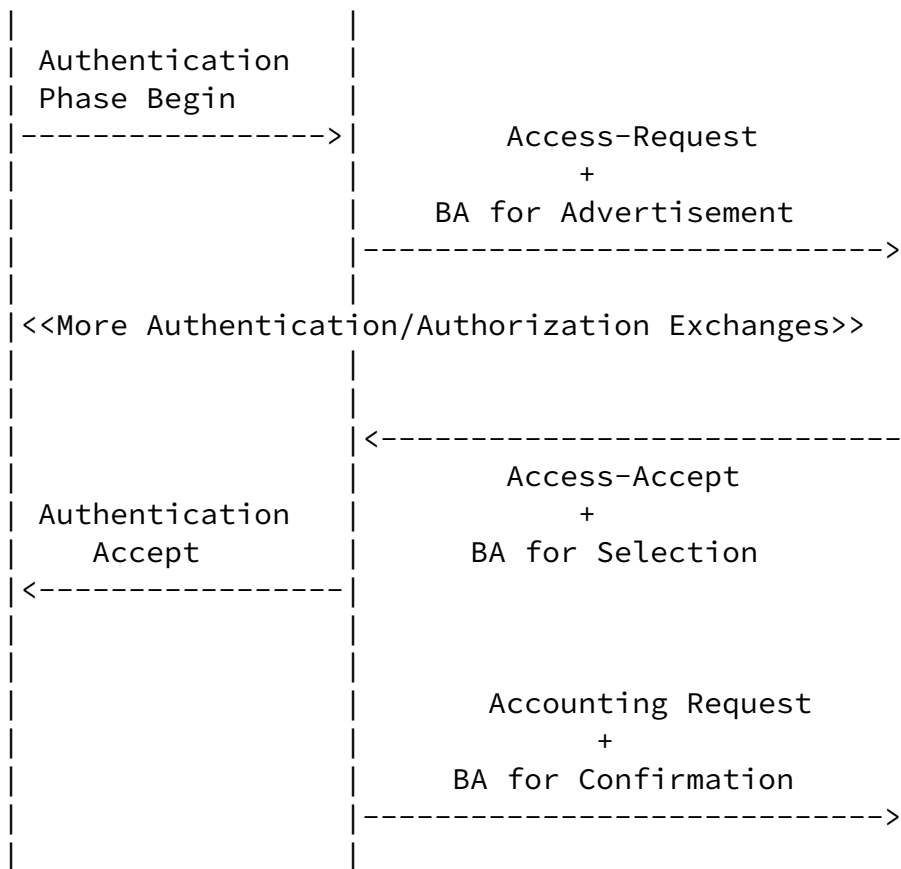 Authentication
Phase Begin
Access-Request
+
BA for Advertisement
<<More Authentication/Authorization Exchanges>>
Access-Accept
Authentication +
Accept BA for Selection
Accounting Request
+
BA for Confirmation